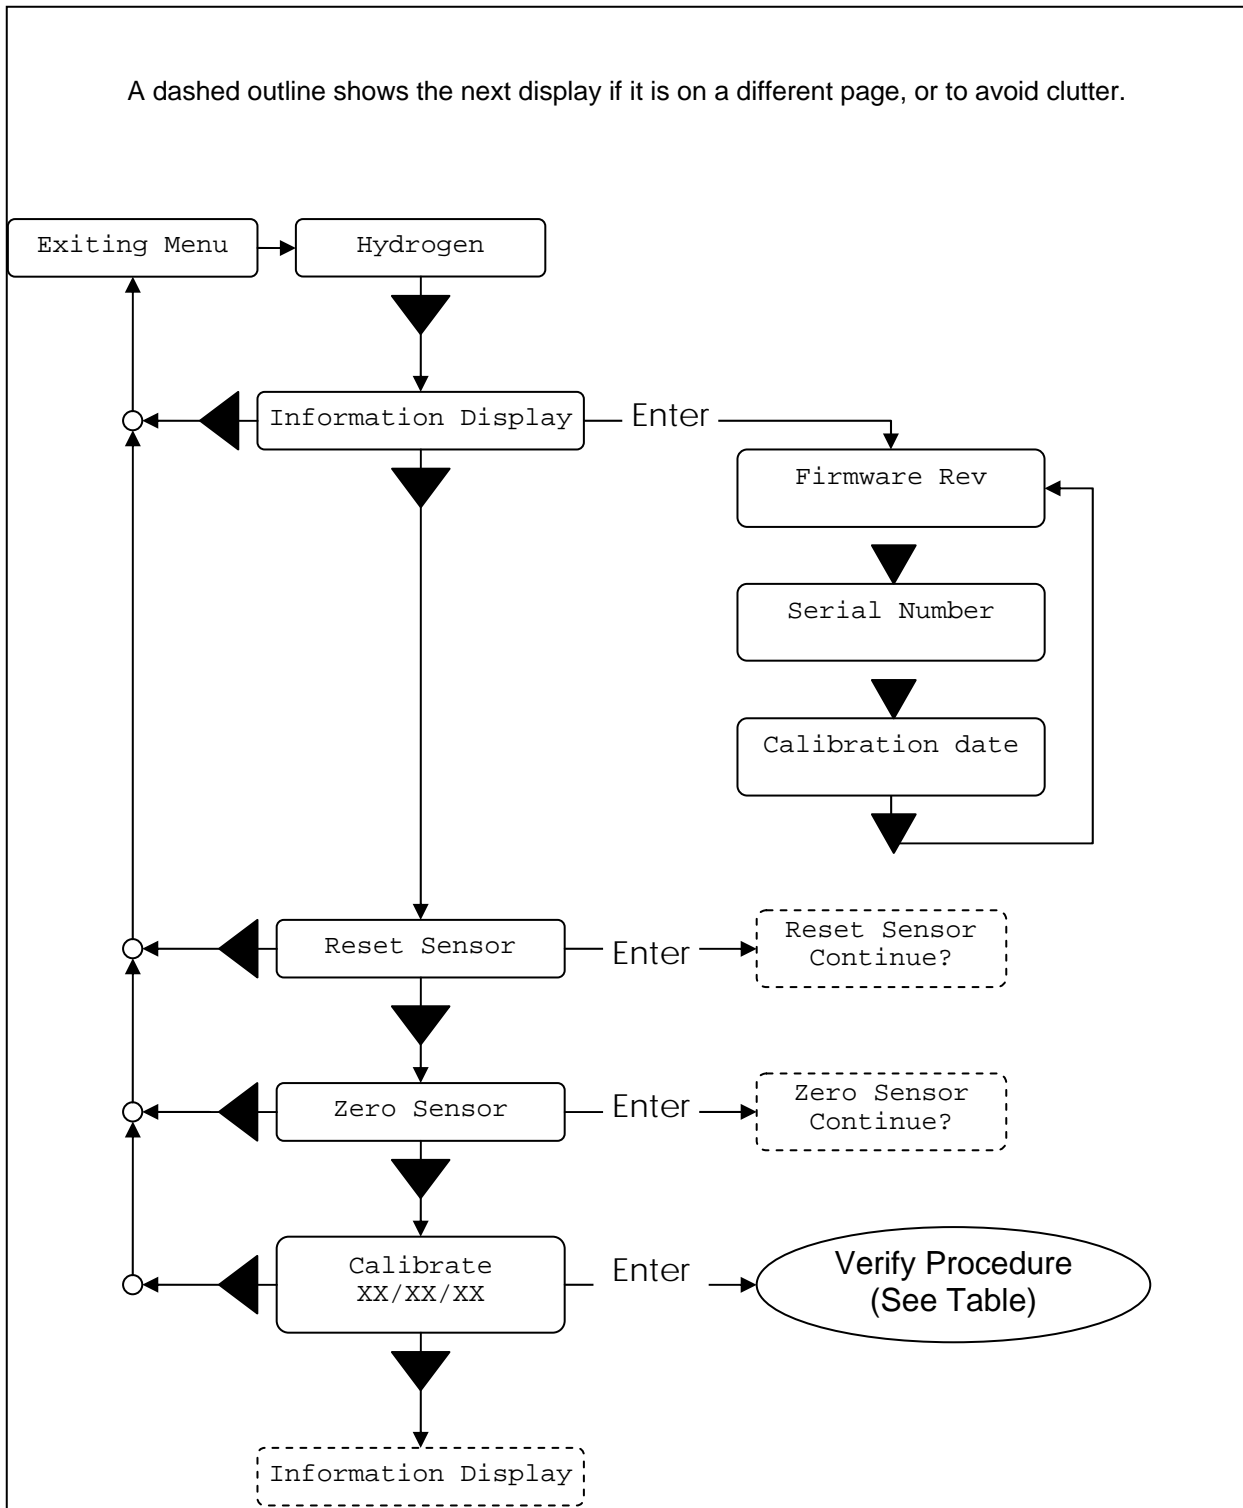 A dashed outline shows the next display if it is on a different page, or to avoid clutter.
Exiting Menu
Hydrogen
Information Display
Enter
Firmware Rev
Serial Number
Calibration date
Reset Sensor
Enter
Reset Sensor
Continue?
Zero Sensor
Enter
Zero Sensor
Continue?
Calibrate
XX/XX/XX
Enter
Verify Procedure
(See Table)
Information Display